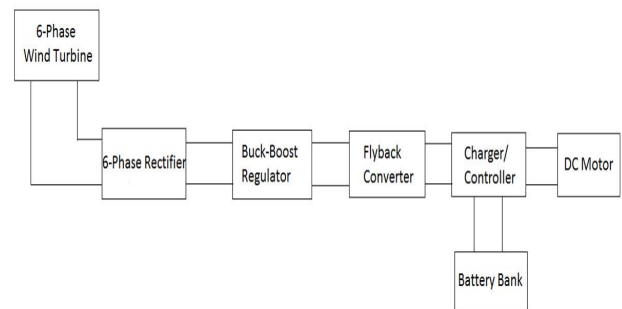 6-Phase
Wind Turbine
6-Phase Rectifier
Buck-Boost
Regulator
Flyback
Converter
Charger/
Controller
DC Motor
Battery Bank